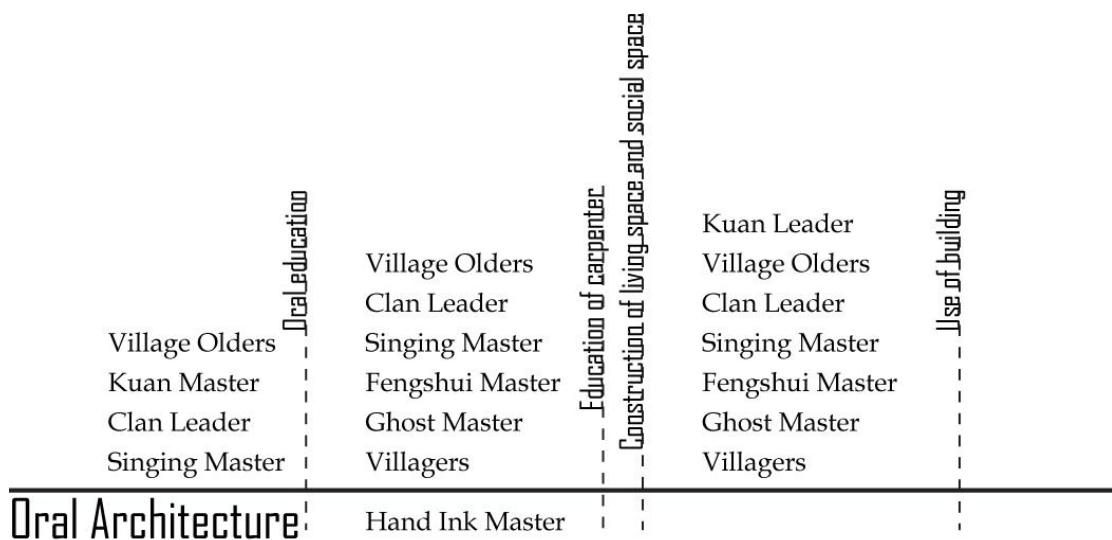 Village Olders
Kuan Master
Clan Leader
Singing Master
Oral education
Village Olders
Clan Leader
Singing Master
Fengshui Master
Ghost Master
Villagers
Education of carpenter
Construction of living space and social space
Kuan Leader
Village Olders
Clan Leader
Singing Master
Fengshui Master
Ghost Master
Villagers
Use of building
Oral Architecture
Hand Ink Master